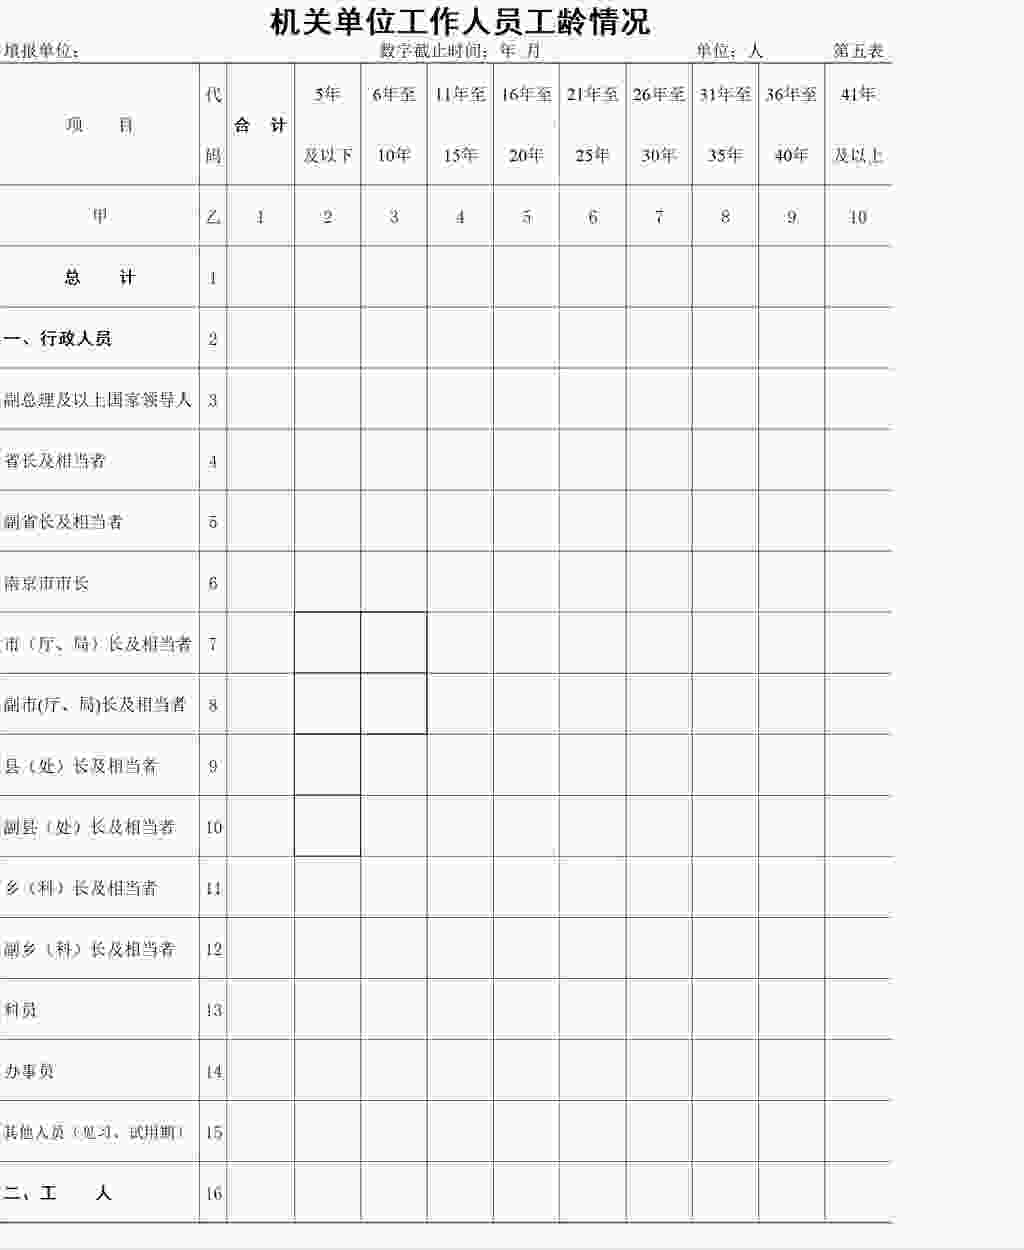 机关单位工作人员工龄情况
填报单位： 数字截止时间：年 月 单位：人 第五表
项 目 代码 合 计 5年及以下 6年至10年 11年至15年 16年至20年 21年至25年 26年至30年 31年至35年 36年至40年 41年及以上
甲 乙 1 2 3 4 5 6 7 8 9 10
总 计 1
一、行政人员 2
副总理及以上国家领导人 3
省长及相当者 4
副省长及相当者 5
南京市市长 6
市（厅、局）长及相当者 7
副市(厅、局)长及相当者 8
县（处）长及相当者 9
副县（处）长及相当者 10
乡（科）长及相当者 11
副乡（科）长及相当者 12
科员 13
办事员 14
其他人员（见习、试用期） 15
二、工 人 16